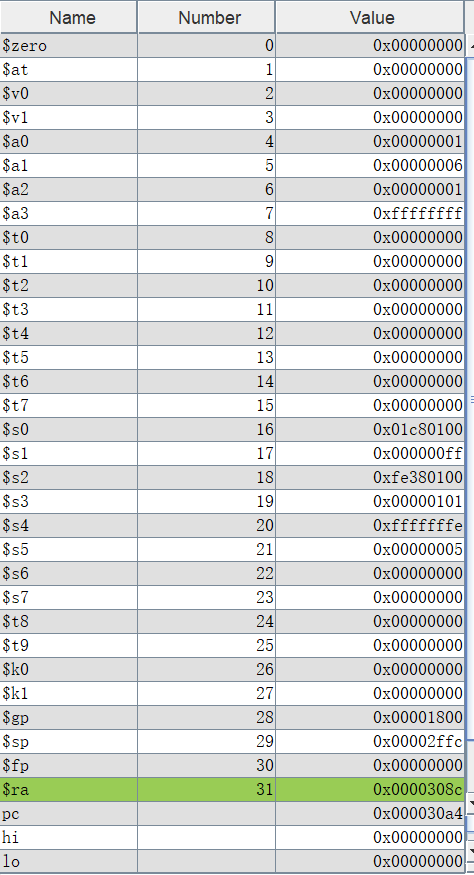 Name Number Value
$zero 0 0x00000000
$at 1 0x00000000
$v0 2 0x00000000
$v1 3 0x00000000
$a0 4 0x00000001
$a1 5 0x00000006
$a2 6 0x00000001
$a3 7 0xffffffff
$t0 8 0x00000000
$t1 9 0x00000000
$t2 10 0x00000000
$t3 11 0x00000000
$t4 12 0x00000000
$t5 13 0x00000000
$t6 14 0x00000000
$t7 15 0x00000000
$s0 16 0x01c80100
$s1 17 0x000000ff
$s2 18 0xfe380100
$s3 19 0x00000101
$s4 20 0xfffffffe
$s5 21 0x00000005
$s6 22 0x00000000
$s7 23 0x00000000
$t8 24 0x00000000
$t9 25 0x00000000
$k0 26 0x00000000
$k1 27 0x00000000
$gp 28 0x00001800
$sp 29 0x00002ffc
$fp 30 0x00000000
$ra 31 0x0000308c
pc 0x000030a4
hi 0x00000000
lo 0x00000000